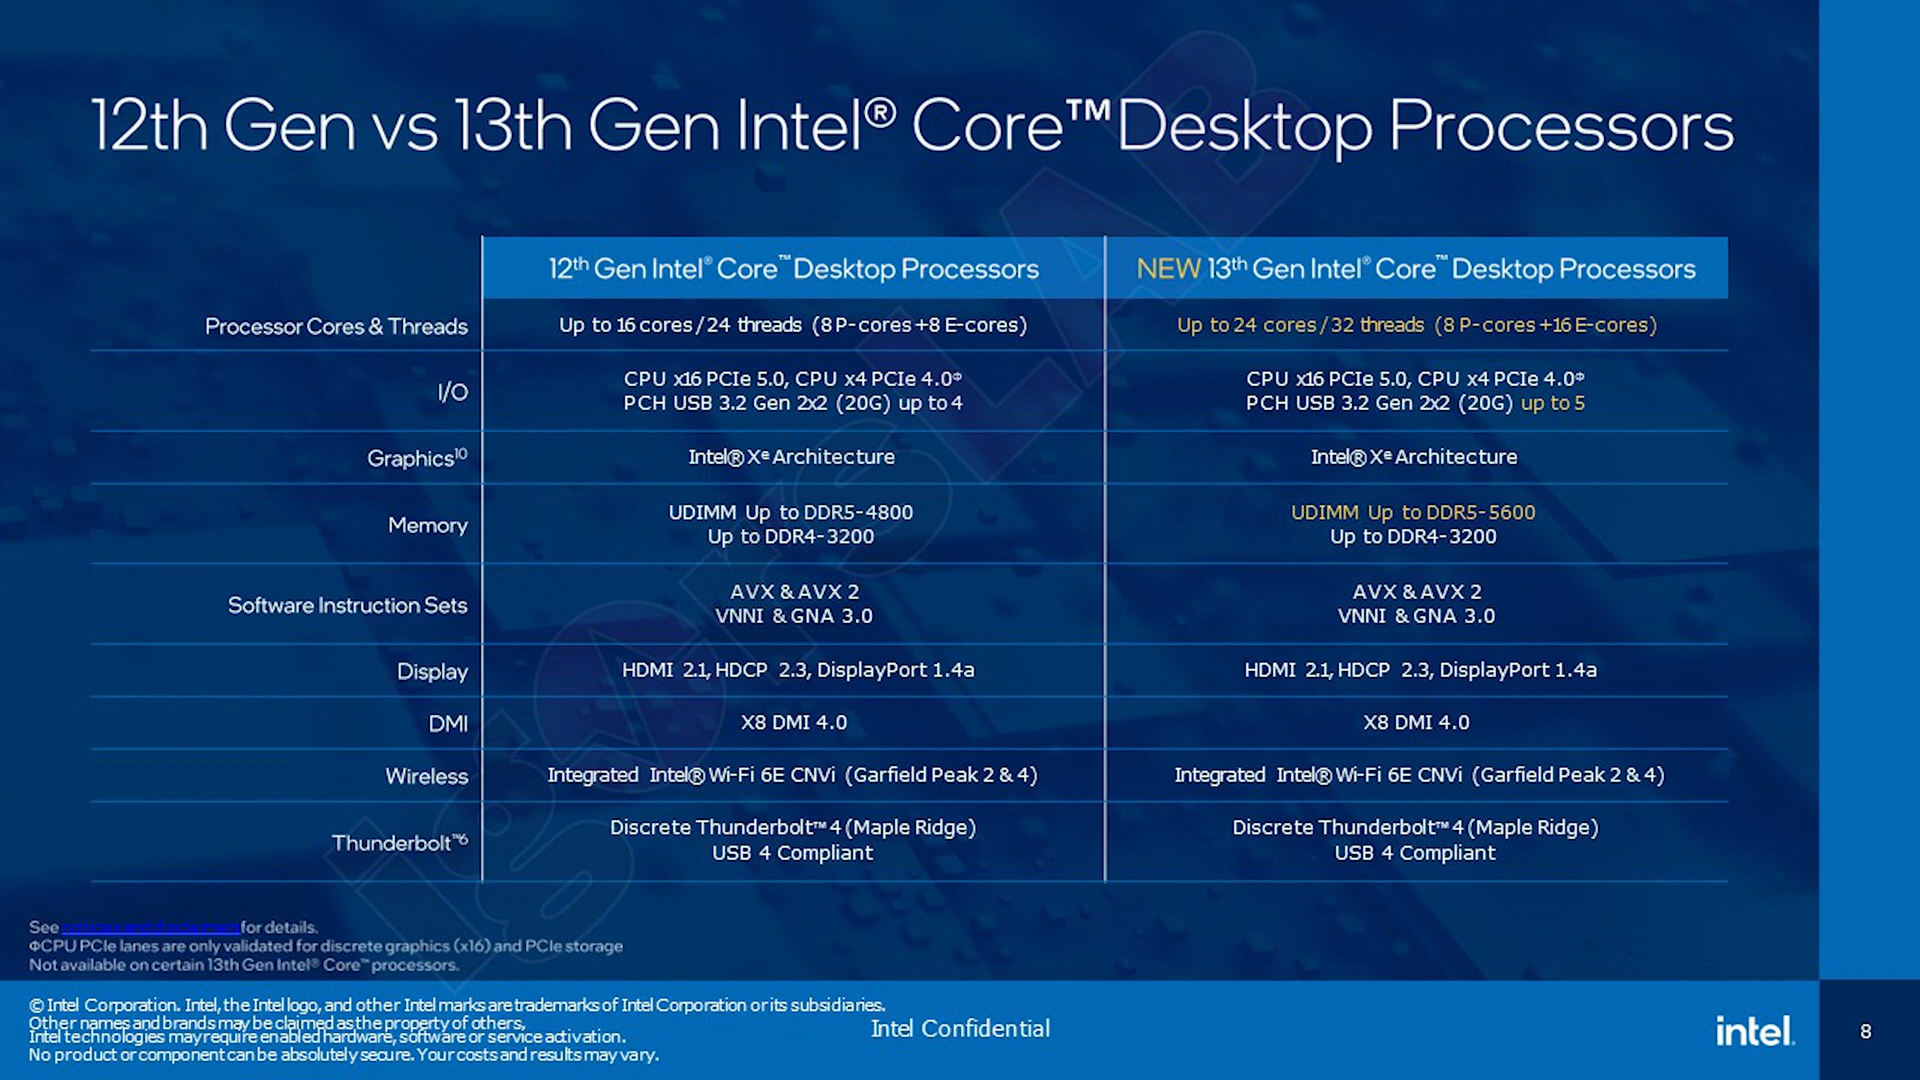 12th Gen vs 13th Gen Intel® Core™ Desktop Processors
12th Gen Intel® Core™ Desktop Processors
NEW 13th Gen Intel® Core™ Desktop Processors
Processor Cores & Threads
Up to 16 cores / 24 threads (8 P-cores + 8 E-cores)
Up to 24 cores / 32 threads (8 P-cores + 16 E-cores)
I/O
CPU x16 PCIe 5.0, CPU x4 PCIe 4.0Φ
PCH USB 3.2 Gen 2x2 (20G) up to 4
CPU x16 PCIe 5.0, CPU x4 PCIe 4.0Φ
PCH USB 3.2 Gen 2x2 (20G) up to 5
Graphics10
Intel® Xe Architecture
Intel® Xe Architecture
Memory
UDIMM Up to DDR5-4800
Up to DDR4-3200
UDIMM Up to DDR5-5600
Up to DDR4-3200
Software Instruction Sets
AVX & AVX 2
VNNI & GNA 3.0
AVX & AVX 2
VNNI & GNA 3.0
Display
HDMI 2.1, HDCP 2.3, DisplayPort 1.4a
HDMI 2.1, HDCP 2.3, DisplayPort 1.4a
DMI
X8 DMI 4.0
X8 DMI 4.0
Wireless
Integrated Intel® Wi-Fi 6E CNVi (Garfield Peak 2 & 4)
Integrated Intel® Wi-Fi 6E CNVi (Garfield Peak 2 & 4)
Thunderbolt™6
Discrete Thunderbolt™ 4 (Maple Ridge)
USB 4 Compliant
Discrete Thunderbolt™ 4 (Maple Ridge)
USB 4 Compliant
igor'sLAB
See for details.
ΦCPU PCIe lanes are only validated for discrete graphics (x16) and PCIe storage
Not available on certain 13th Gen Intel® Core™ processors.
© Intel Corporation. Intel, the Intel logo, and other Intel marks are trademarks of Intel Corporation or its subsidiaries.
Other names and brands may be claimed as the property of others,
Intel technologies may require enabled hardware, software or service activation.
No product or component can be absolutely secure. Your costs and results may vary.
Intel Confidential
intel.
8